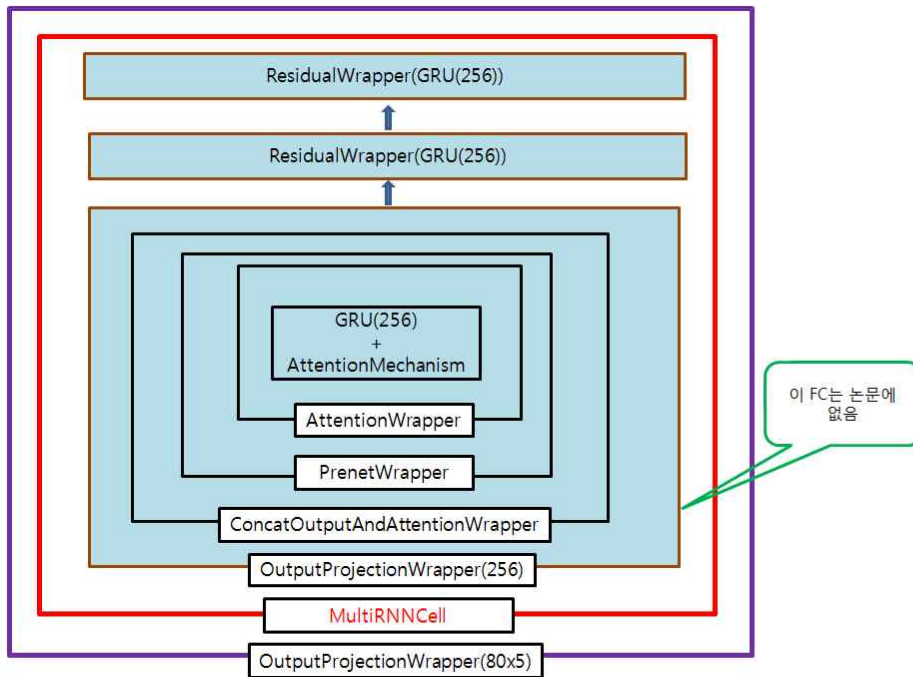 ResidualWrapper(GRU(256))
ResidualWrapper(GRU(256))
GRU(256)
+
AttentionMechanism
AttentionWrapper
PrenetWrapper
ConcatOutputAndAttentionWrapper
OutputProjectionWrapper(256)
MultiRNNCell
OutputProjectionWrapper(80x5)
이 FC는 논문에
없음